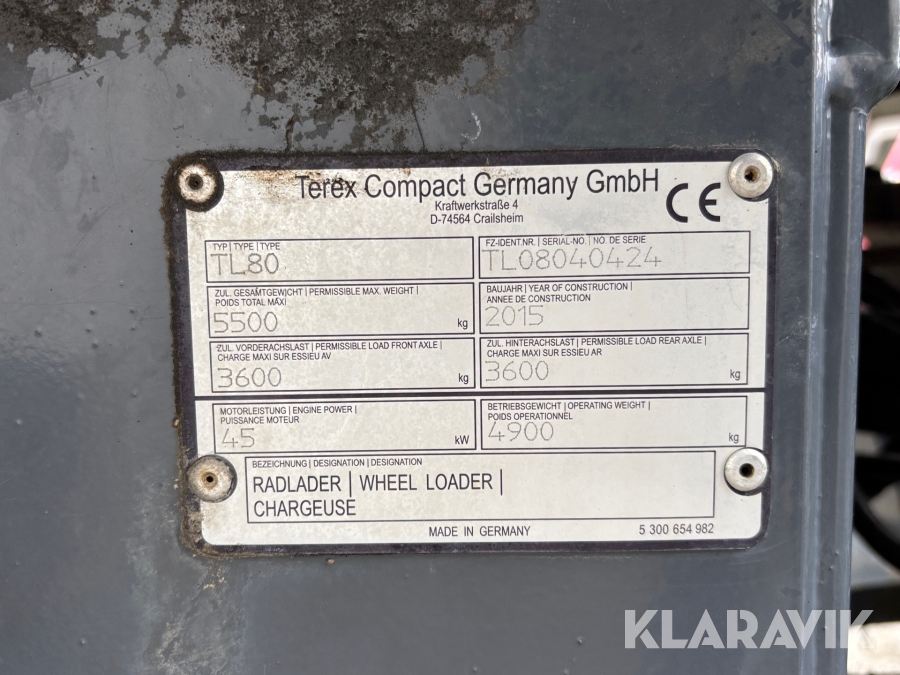 Terex Compact Germany GmbH
Kraftwerkstraße 4
D-74564 Crailsheim
CE
TYP | TYPE | TYPE
TL80
FZ-IDENT.NR. | SERIAL-NO. | NO. DE SERIE
TL08040424
ZUL. GESAMTGEWICHT | PERMISSIBLE MAX. WEIGHT |
POIDS TOTAL MAXI
5500 kg
BAUJAHR | YEAR OF CONSTRUCTION |
ANNEE DE CONSTRUCTION
2015
ZUL. VORDERACHSLAST | PERMISSIBLE LOAD FRONT AXLE |
CHARGE MAXI SUR ESSIEU AV
3600 kg
ZUL. HINTERACHSLAST | PERMISSIBLE LOAD REAR AXLE |
CHARGE MAXI SUR ESSIEU AR
3600 kg
MOTORLEISTUNG | ENGINE POWER |
PUISSANCE MOTEUR
45 kW
BETRIEBSGEWICHT | OPERATING WEIGHT |
POIDS OPERATIONNEL
4900 kg
BEZEICHNUNG | DESIGNATION | DESIGNATION
RADLADER | WHEEL LOADER |
CHARGEUSE
MADE IN GERMANY
5 300 654 982
KLARAVIK